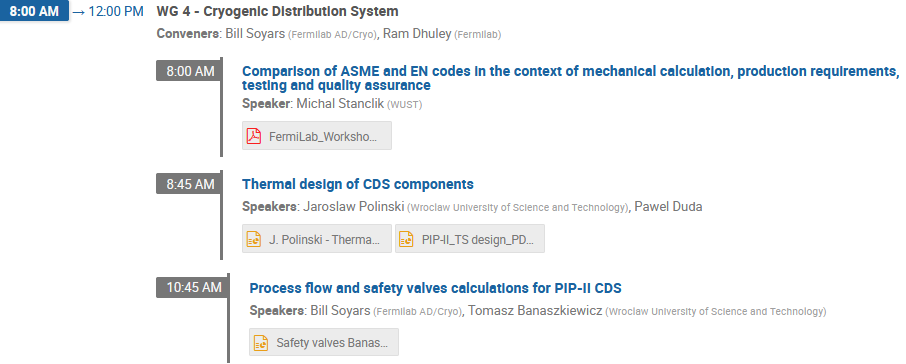 8:00 AM → 12:00 PM WG 4 - Cryogenic Distribution System
Conveners: Bill Soyars (Fermilab AD/Cryo), Ram Dhuley (Fermilab)
8:00 AM Comparison of ASME and EN codes in the context of mechanical calculation, production requirements,
testing and quality assurance
Speaker: Michal Stanclik (WUST)
FermiLab_Worksho...
8:45 AM Thermal design of CDS components
Speakers: Jaroslaw Polinski (Wroclaw University of Science and Technology), Pawel Duda
J. Polinski - Therma... PIP-II_TS design_PD...
10:45 AM Process flow and safety valves calculations for PIP-II CDS
Speakers: Bill Soyars (Fermilab AD/Cryo), Tomasz Banaszkiewicz (Wroclaw University of Science and Technology)
Safety valves Banas...